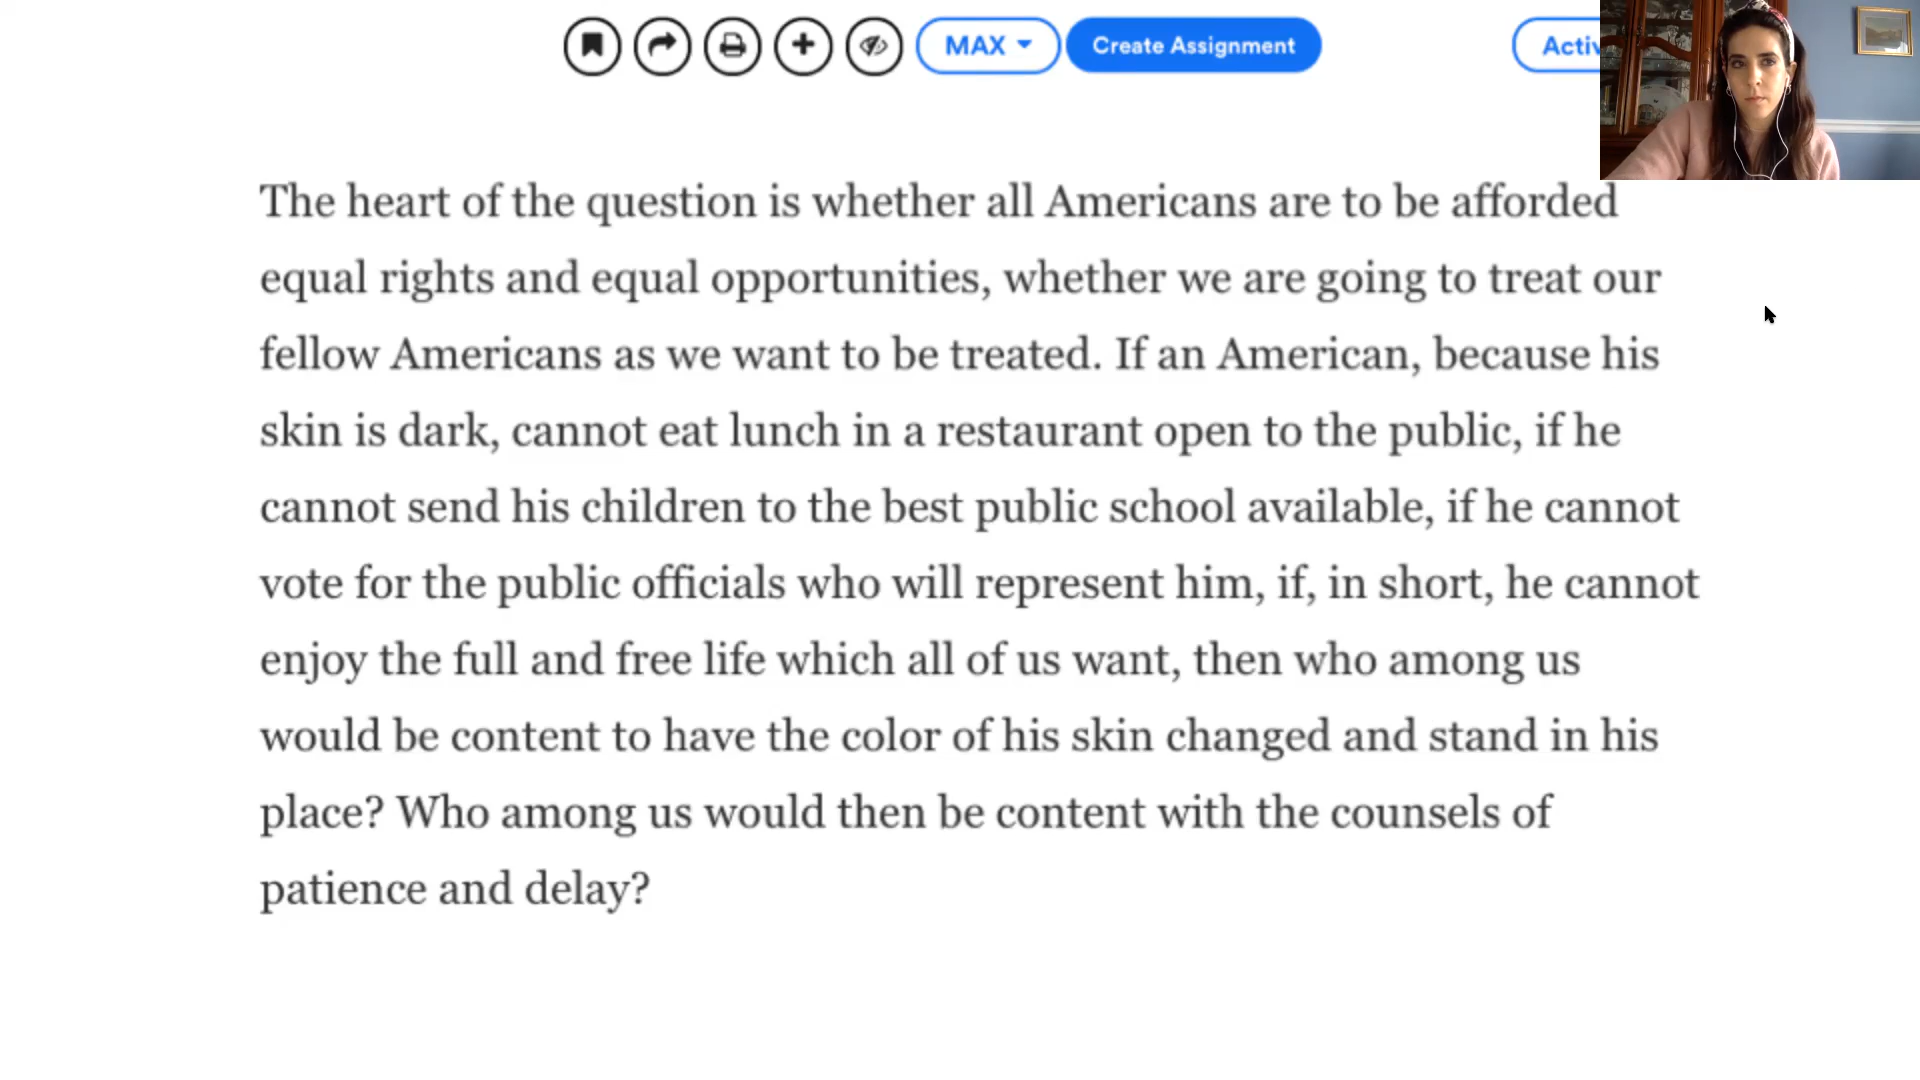 MAX
Create Assignment
Activ
The heart of the question is whether all Americans are to be afforded
equal rights and equal opportunities, whether we are going to treat our
fellow Americans as we want to be treated. If an American, because his
skin is dark, cannot eat lunch in a restaurant open to the public, if he
cannot send his children to the best public school available, if he cannot
vote for the public officials who will represent him, if, in short, he cannot
enjoy the full and free life which all of us want, then who among us
would be content to have the color of his skin changed and stand in his
place? Who among us would then be content with the counsels of
patience and delay?